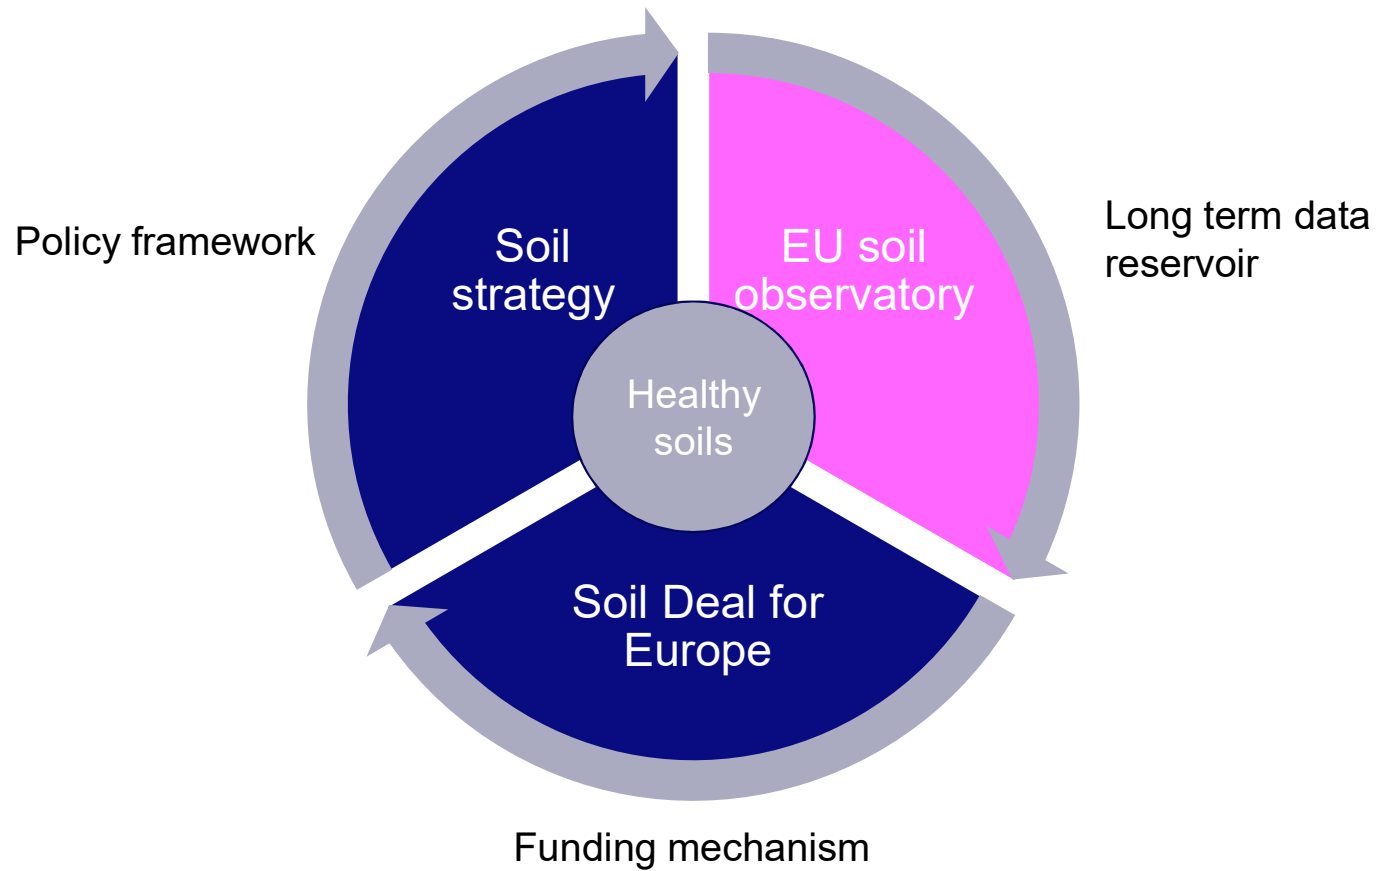 Policy framework
Soil
strategy
EU soil
observatory
Long term data
reservoir
Healthy
soils
Soil Deal for
Europe
Funding mechanism